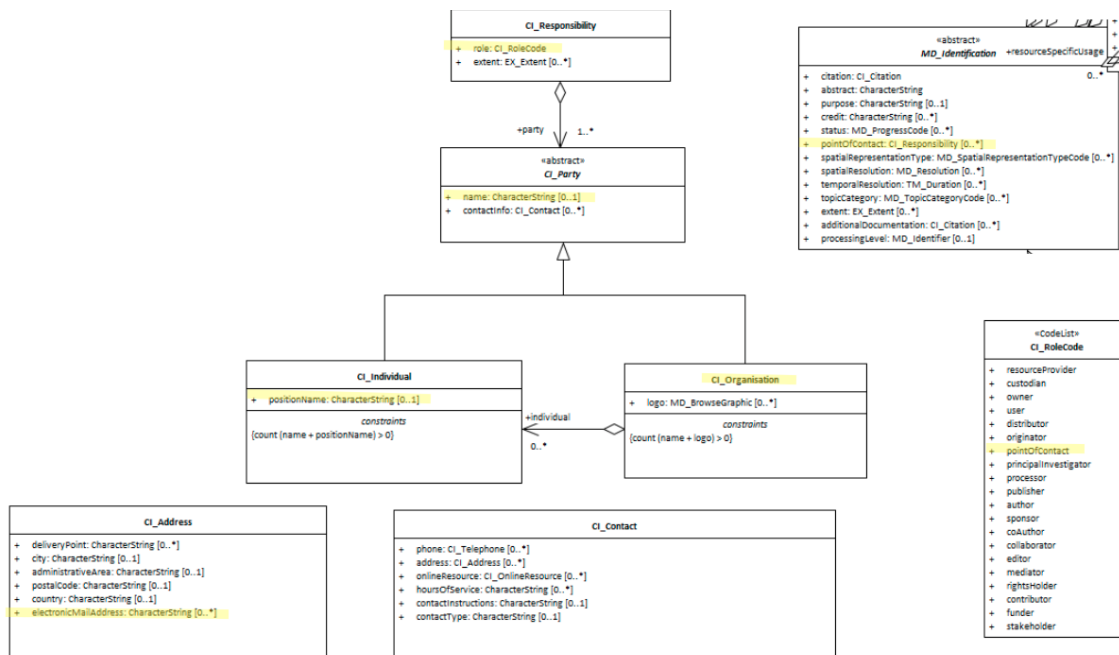 CI_Responsibility
+ role: CI_RoleCode
+ extent: EX_Extent [0..*]
+party
1..*
«abstract»
CI_Party
+ name: CharacterString [0..1]
+ contactInfo: CI_Contact [0..*]
«abstract»
MD_Identification
+resourceSpecificUsage
0..*
+ citation: CI_Citation
+ abstract: CharacterString
+ purpose: CharacterString [0..1]
+ credit: CharacterString [0..*]
+ status: MD_ProgressCode [0..*]
+ pointOfContact: CI_Responsibility [0..*]
+ spatialRepresentationType: MD_SpatialRepresentationTypeCode [0..*]
+ spatialResolution: MD_Resolution [0..*]
+ temporalResolution: TM_Duration [0..*]
+ topicCategory: MD_TopicCategoryCode [0..*]
+ extent: EX_Extent [0..*]
+ additionalDocumentation: CI_Citation [0..*]
+ processingLevel: MD_Identifier [0..1]
CI_Individual
+ positionName: CharacterString [0..1]
constraints
{count (name + positionName) > 0}
+individual
0..*
CI_Organisation
+ logo: MD_BrowseGraphic [0..*]
constraints
{count (name + logo) > 0}
«CodeList»
CI_RoleCode
+ resourceProvider
+ custodian
+ owner
+ user
+ distributor
+ originator
+ pointOfContact
+ principalInvestigator
+ processor
+ publisher
+ author
+ sponsor
+ coAuthor
+ collaborator
+ editor
+ mediator
+ rightsHolder
+ contributor
+ funder
+ stakeholder
CI_Address
+ deliveryPoint: CharacterString [0..*]
+ city: CharacterString [0..1]
+ administrativeArea: CharacterString [0..1]
+ postalCode: CharacterString [0..1]
+ country: CharacterString [0..1]
+ electronicMailAddress: CharacterString [0..*]
CI_Contact
+ phone: CI_Telephone [0..*]
+ address: CI_Address [0..*]
+ onlineResource: CI_OnlineResource [0..*]
+ hoursOfService: CharacterString [0..*]
+ contactInstructions: CharacterString [0..1]
+ contactType: CharacterString [0..1]